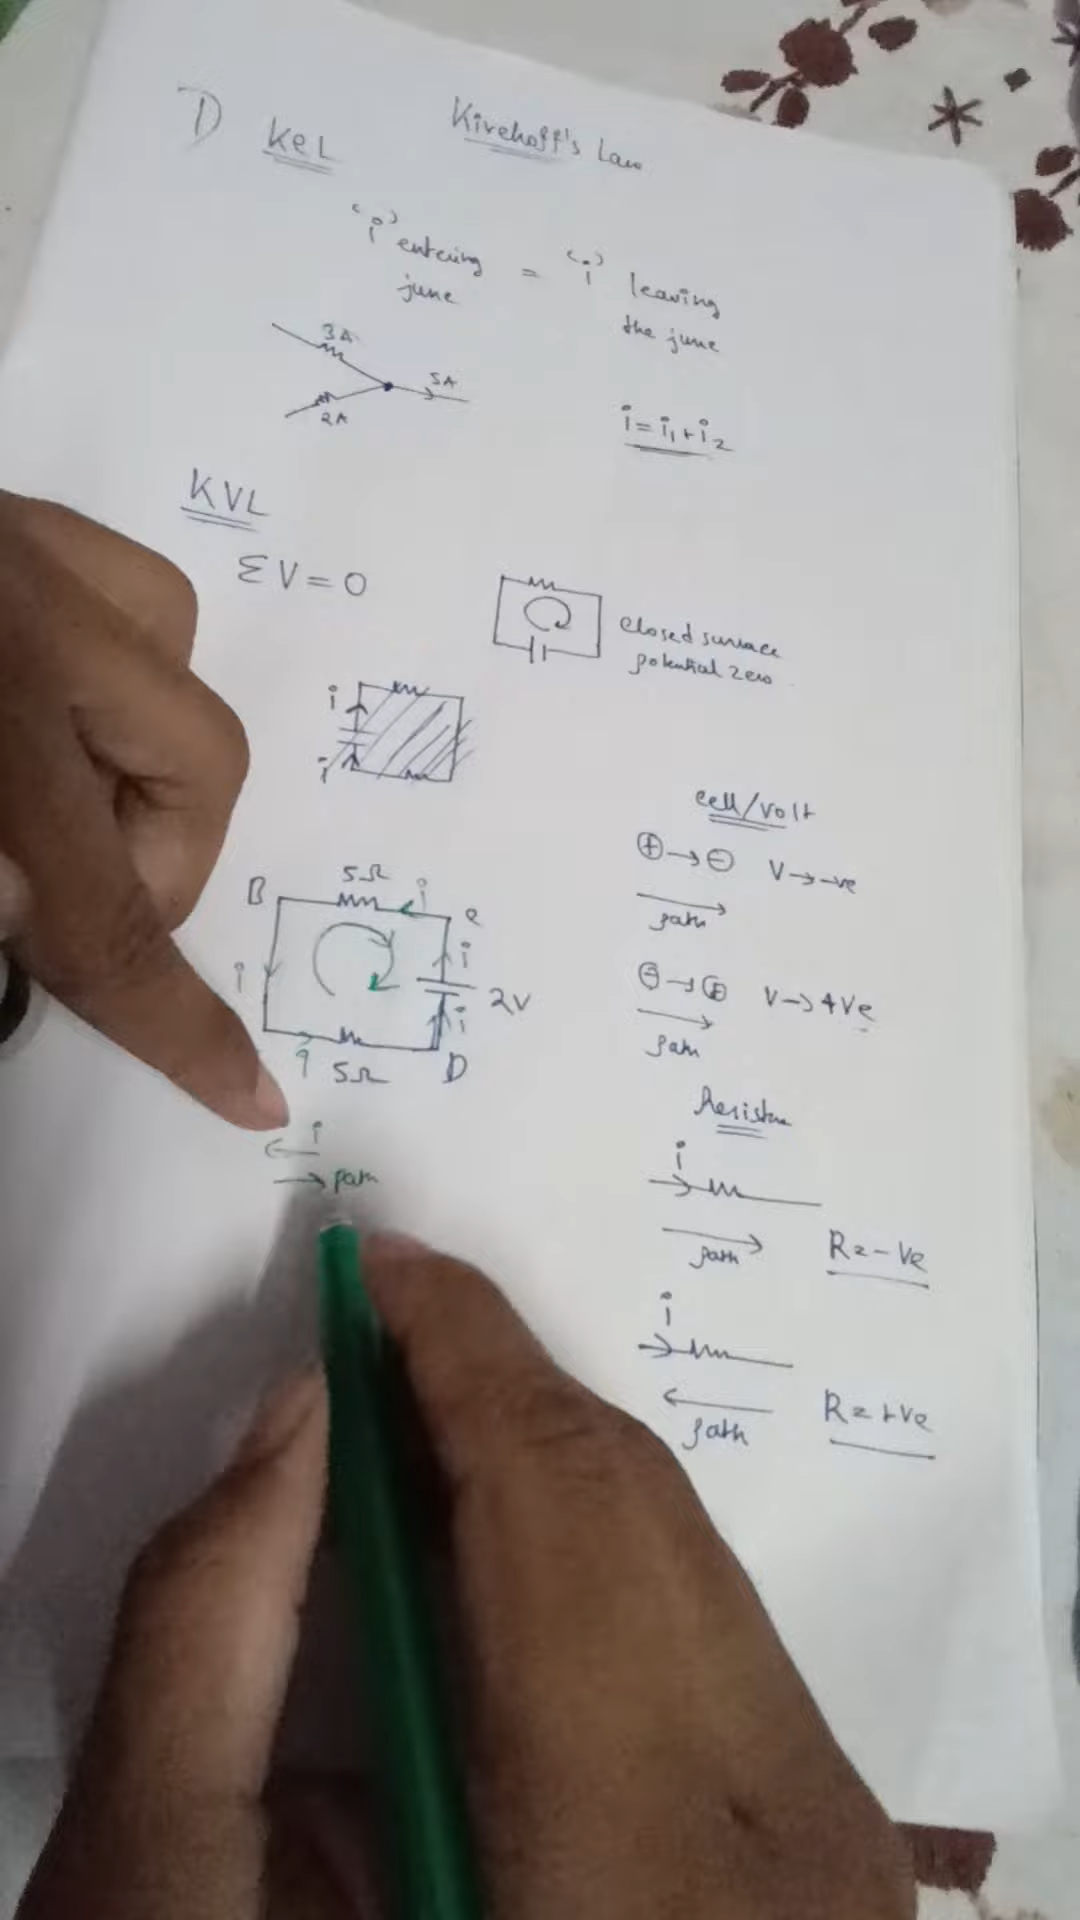 Kirchoff's Law
1) KCL
"i" entering = "i" leaving
junc
the junc
3A
5A
2A
i = i₁ + i₂
KVL
ΣV = 0
closed surface
potential zero
i
i
cell/volt
⊕→⊖ V→-ve
path
⊖→⊕ V→+ve
path
B 5Ω i C
i
i
2V
i
5Ω D
i
path
Resistor
i
path R=-ve
i
path R=+ve